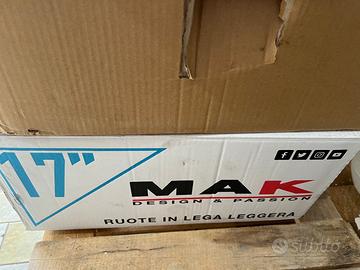 17"
MAK
DESIGN & PASSION
RUOTE IN LEGA LEGGERA
subito